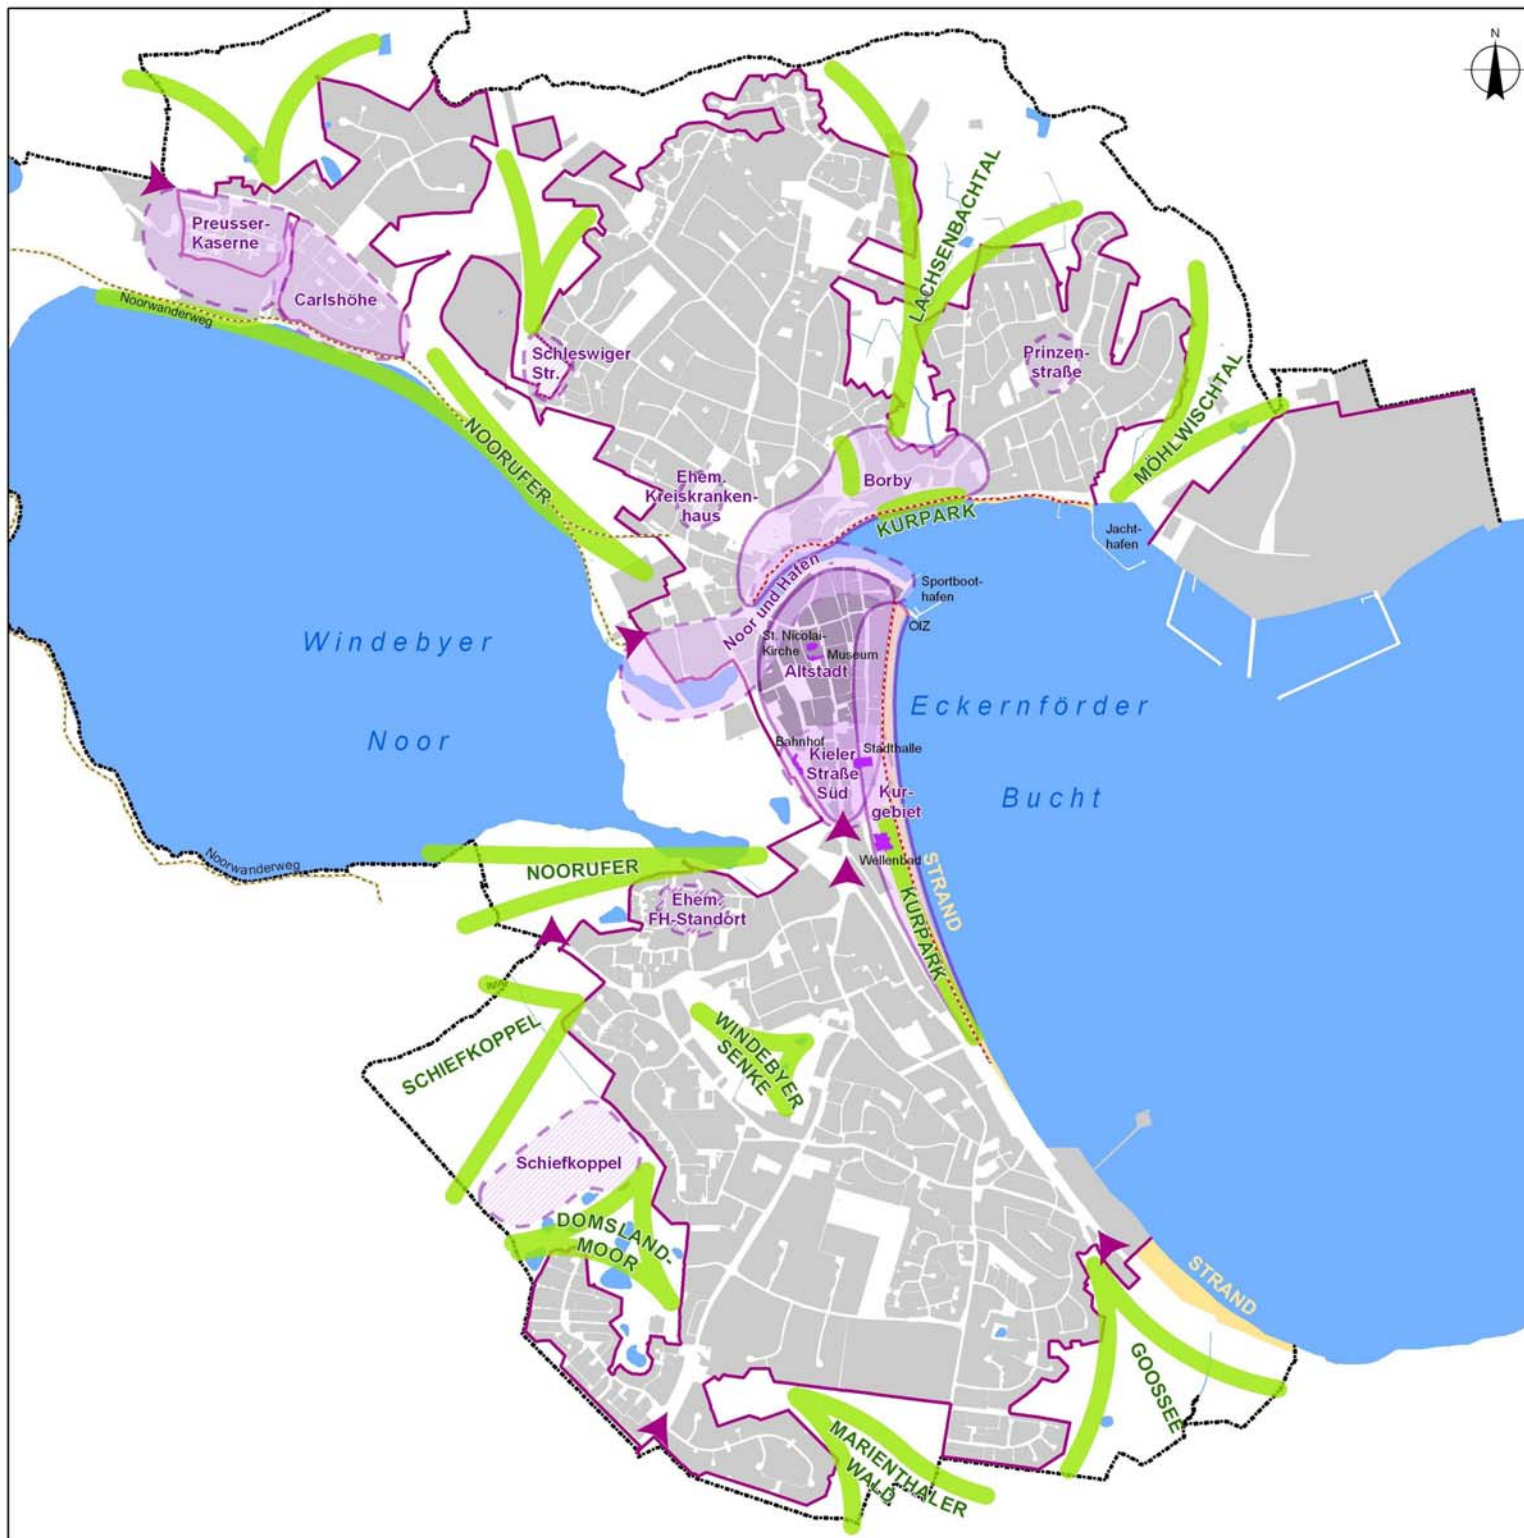 N
Preusser-
Kaserne
Carlshöhe
Noorwanderweg
LACHSENBACHTAL
Schleswiger
Str.
Prinzen-
straße
MÖHLWISCHTAL
NOORUFER
Ehem.
Kreiskranken-
haus
Borby
KURPARK
Jacht-
hafen
Noor und Hafen
Sportboot-
hafen
OIZ
St. Nicolai-
Kirche
Museum
Altstadt
Windebyer
Noor
Eckernförder
Bucht
Bahnhof
Stadthalle
Kieler
Straße
Süd
Kur-
gebiet
Wellenbad
STRAND
KURPARK
Noorwanderweg
NOORUFER
Ehem.
FH-Standort
SCHIEFKOPPEL
WINDEBYER
SENKE
Schiefkoppel
DOMSLAND-
MOOR
STRAND
GOOSSEE
MARIENTHALER
WALD